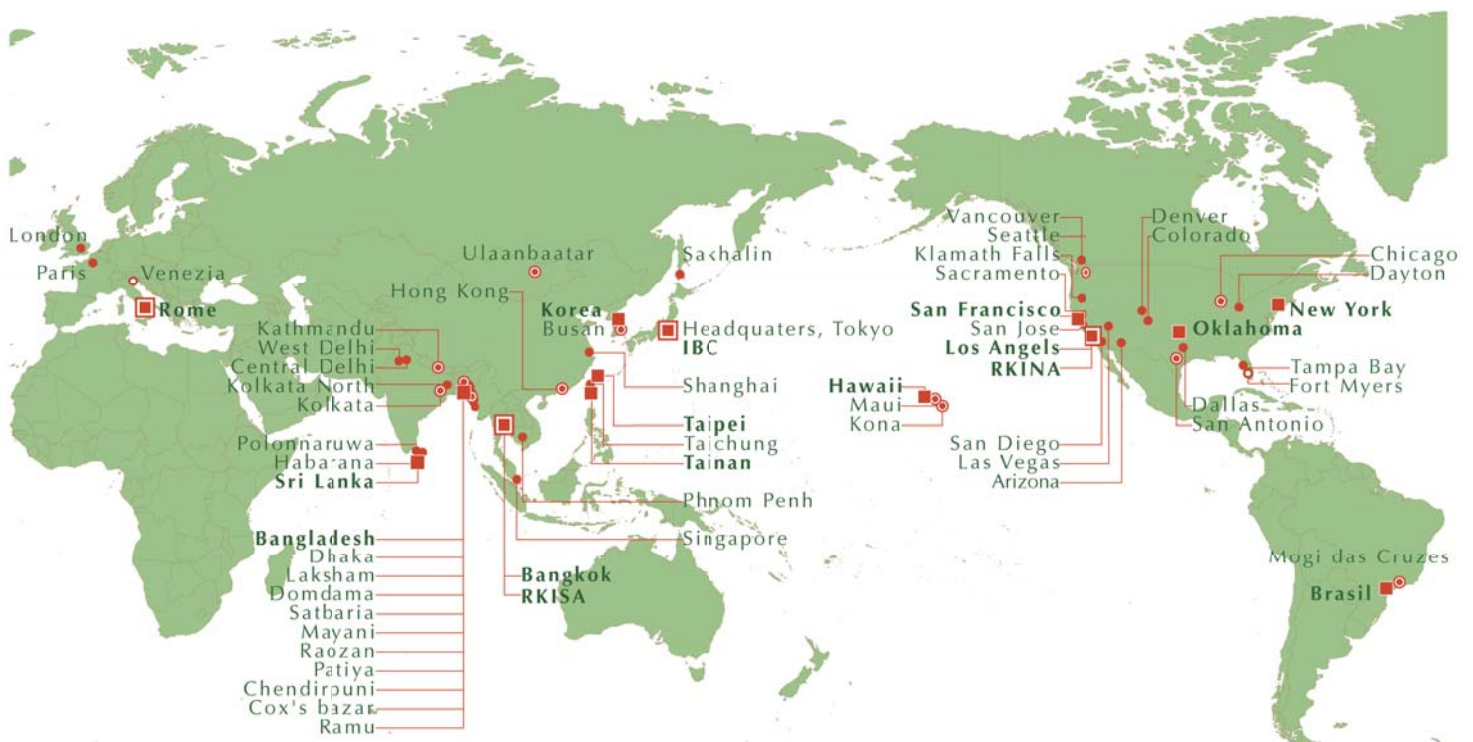 London
Paris
Venezia
Rome
Ulaanbaatar
Sakhalin
Hong Kong
Korea
Busan
Headquaters, Tokyo
IBC
Kathmandu
West Delhi
Central Delhi
Kolkata North
Kolkata
Shanghai
Polonnaruwa
Habarana
Sri Lanka
Taipei
Taichung
Tainan
Phnom Penh
Singapore
Bangladesh
Dhaka
Laksham
Domdama
Satbaria
Mayani
Raozan
Patiya
Chendirpuni
Cox's bazar
Ramu
Bangkok
RKISA
Vancouver
Seattle
Klamath Falls
Sacramento
San Francisco
San Jose
Los Angels
RKINA
Hawaii
Maui
Kona
San Diego
Las Vegas
Arizona
Denver
Colorado
Chicago
Dayton
New York
Oklahoma
Tampa Bay
Fort Myers
Dallas
San Antonio
Mogi das Cruzes
Brasil